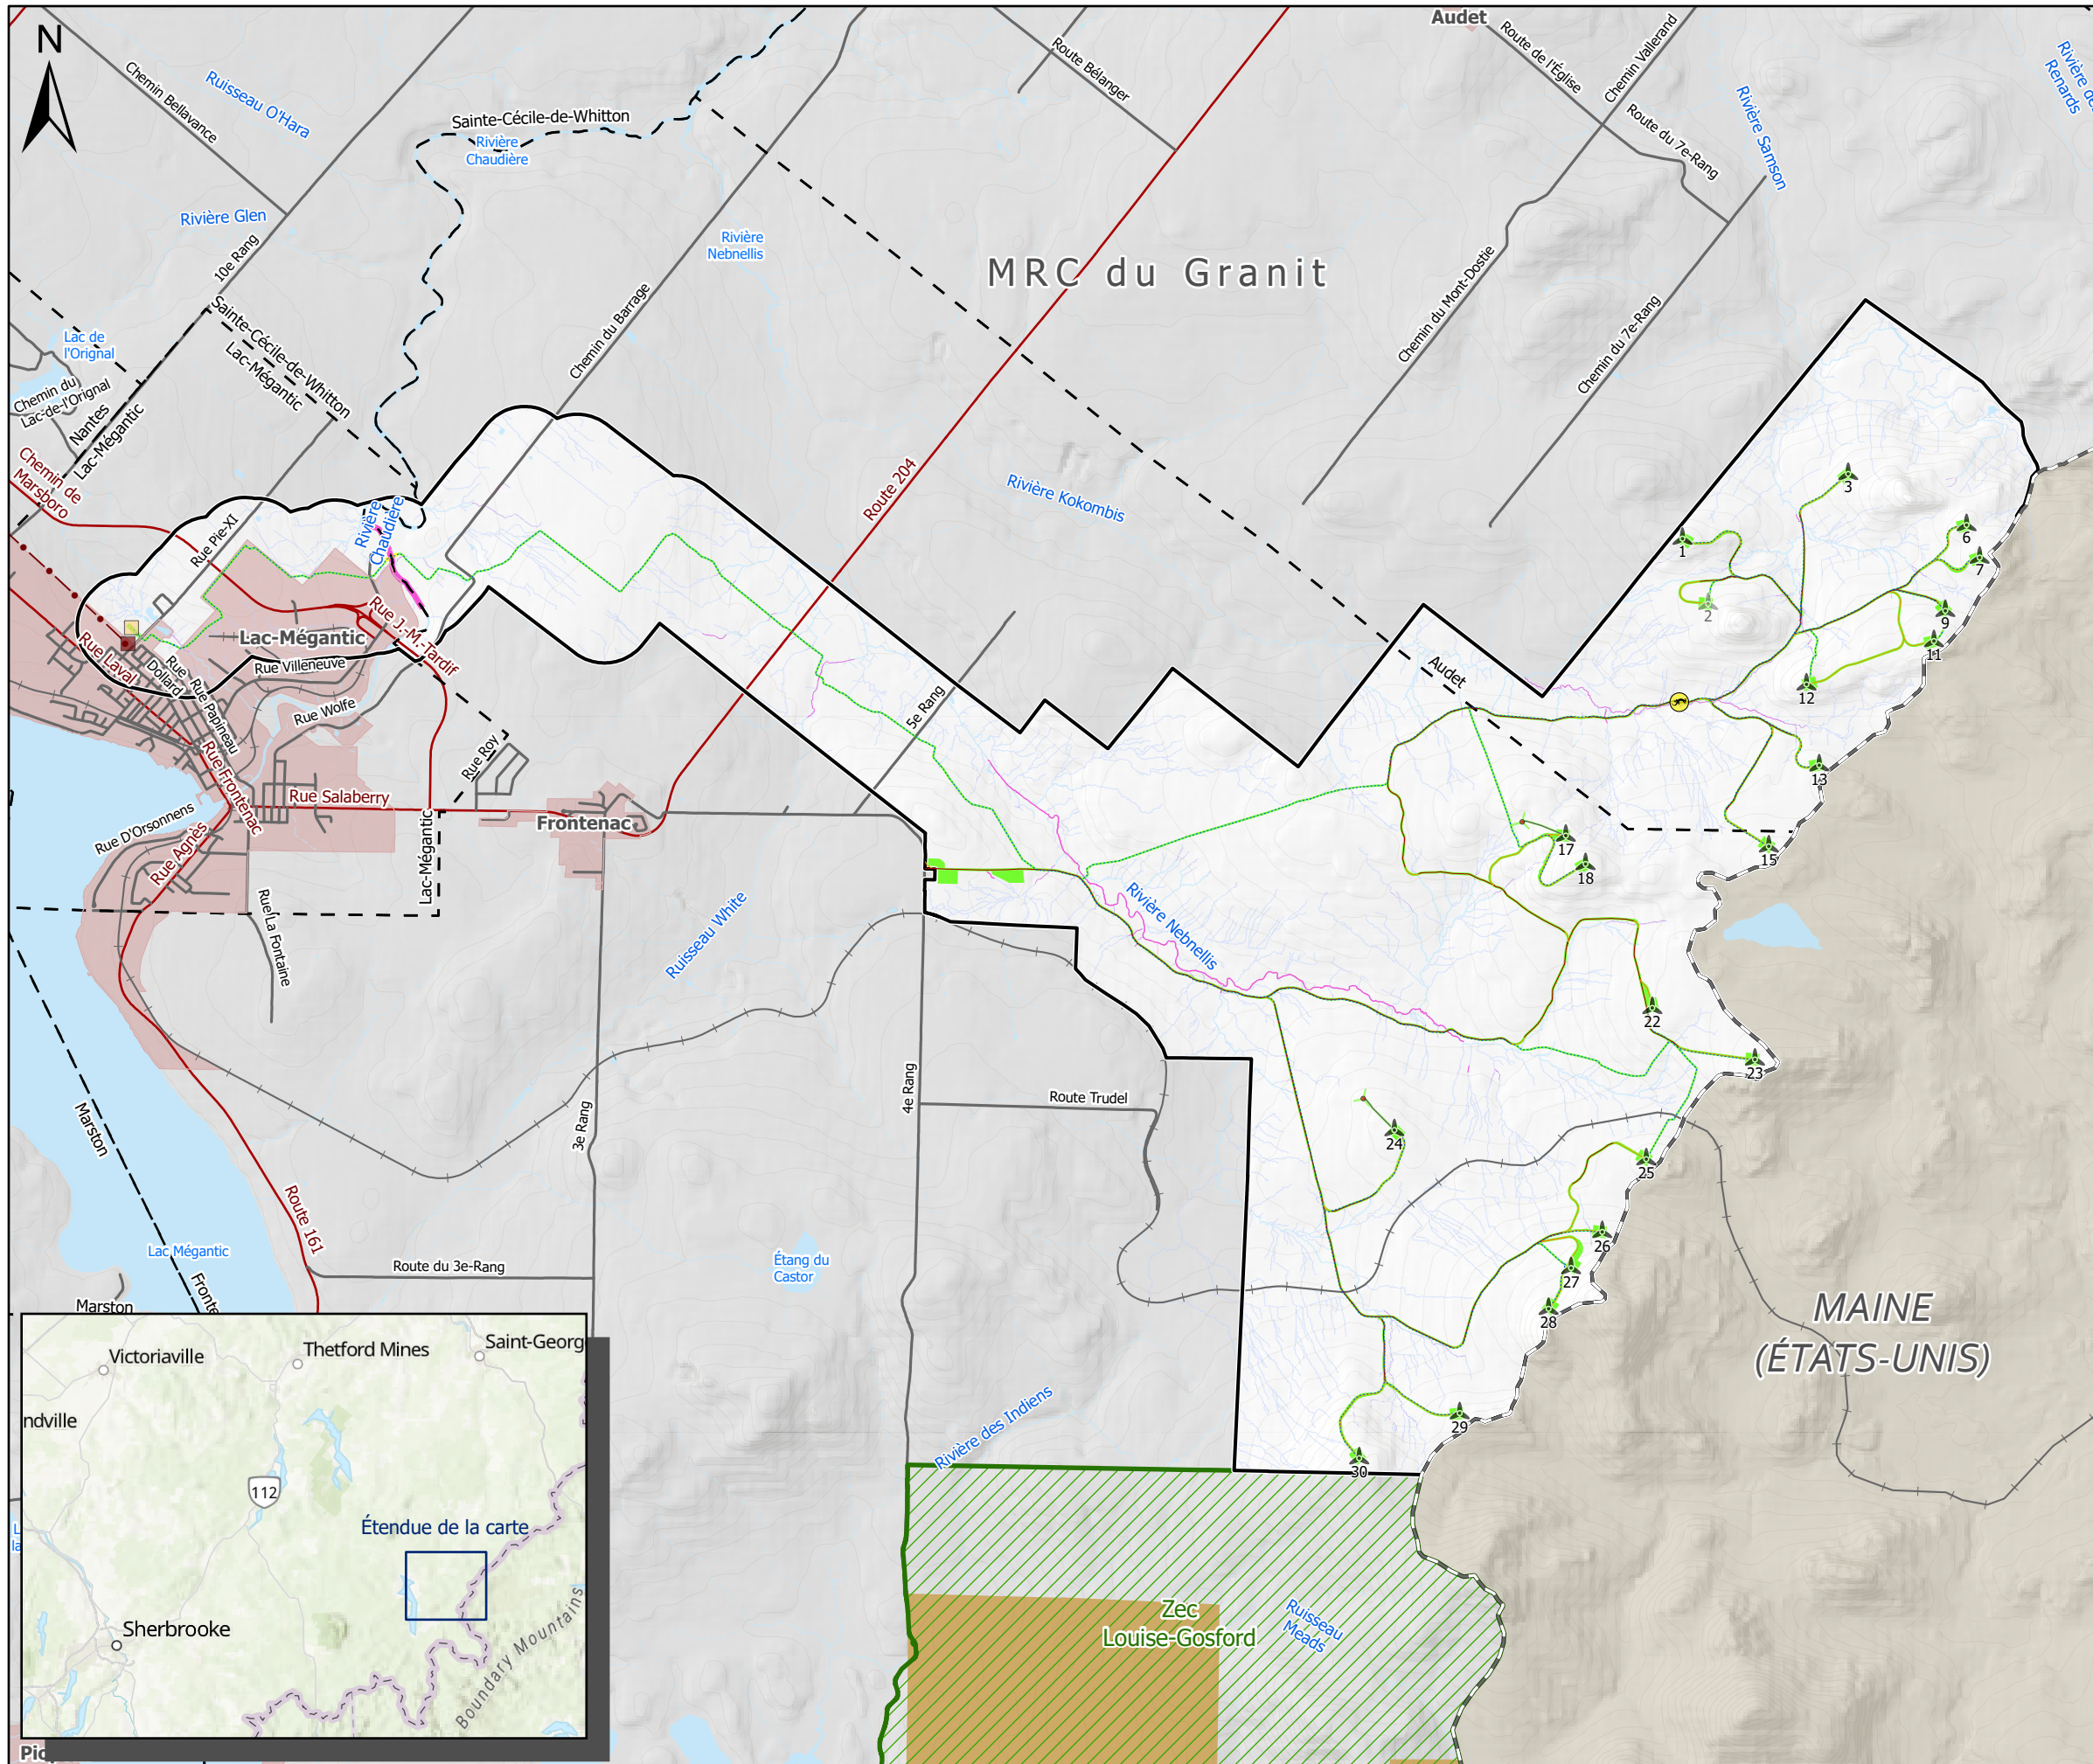 N
Audet
Route de l'Église
Chemin Vallerand
Route Bélanger
Chemin Bellavance
Ruisseau O'Hara
Sainte-Cécile-de-Whitton
Rivière
Chaudière
Route du 7e-Rang
Rivière Samson
Renards
Rivière Glen
10e Rang
Rivière
Nebnellis
MRC du Granit
Chemin du Mont-Dostie
Chemin du 7e-Rang
Chemin du Barrage
Sainte-Cécile-de-Whitton
Lac-Mégantic
Lac de
l'Orignal
Chemin du
Lac-de-l'Orignal
Nantes
Lac-Mégantic
Chemin de
Marsboro
Route 204
Rivière Kokombis
Rue Pie-XI
Rivière
Chaudière
3
6
1
7
2
9
11
12
13
15
17
18
Audet
Lac-Mégantic
Rue J.-M.-Tardif
Rue Villeneuve
Rue Laval
Rue
Dollard
Rue Papineau
Rue Wolfe
Rue Frontenac
Rue Roy
5e Rang
Rue Salaberry
Frontenac
Rue D'Orsonnens
Rue Agnès
Lac-Mégantic
Rue La Fontaine
Ruisseau White
Rivière Nebnellis
22
23
24
25
26
27
28
29
30
4e Rang
Route Trudel
3e Rang
Marston
Route 161
Lac Mégantic
Route du 3e-Rang
Étang du
Castor
Marston
MAINE
(ÉTATS-UNIS)
Rivière des Indiens
Zec
Louise-Gosford
Ruisseau
Meads
Victoriaville
Thetford Mines
Saint-Georg
ndville
112
Étendue de la carte
Sherbrooke
Boundary Mountains